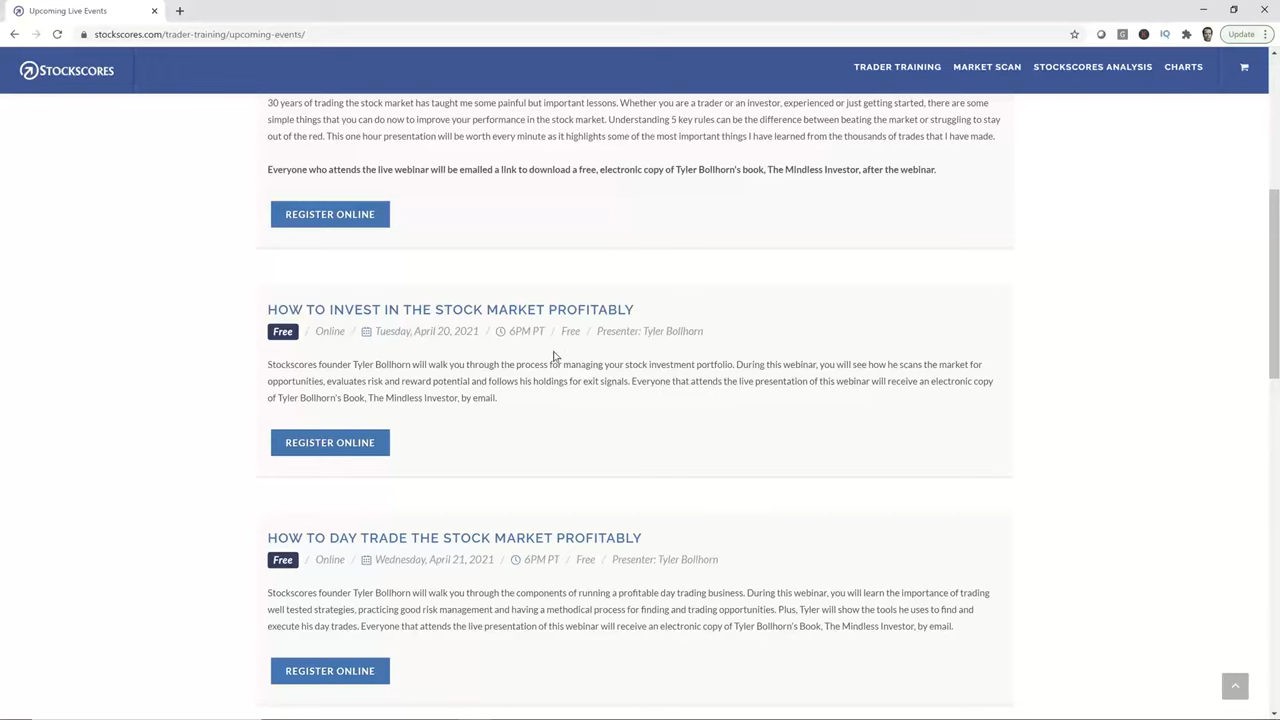 Upcoming Live Events
stockscores.com/trader-training/upcoming-events/
Update
STOCKSCORES
TRADER TRAINING MARKET SCAN STOCKSCORES ANALYSIS CHARTS
30 years of trading the stock market has taught me some painful but important lessons. Whether you are a trader or an investor, experienced or just getting started, there are some
simple things that you can do now to improve your performance in the stock market. Understanding 5 key rules can be the difference between beating the market or struggling to stay
out of the red. This one hour presentation will be worth every minute as it highlights some of the most important things I have learned from the thousands of trades that I have made.
Everyone who attends the live webinar will be emailed a link to download a free, electronic copy of Tyler Bollhorn's book, The Mindless Investor, after the webinar.
REGISTER ONLINE
HOW TO INVEST IN THE STOCK MARKET PROFITABLY
Free / Online / Tuesday, April 20, 2021 / 6PM PT / Free / Presenter: Tyler Bollhorn
Stockscores founder Tyler Bollhorn will walk you through the process for managing your stock investment portfolio. During this webinar, you will see how he scans the market for
opportunities, evaluates risk and reward potential and follows his holdings for exit signals. Everyone that attends the live presentation of this webinar will receive an electronic copy
of Tyler Bollhorn's Book, The Mindless Investor, by email.
REGISTER ONLINE
HOW TO DAY TRADE THE STOCK MARKET PROFITABLY
Free / Online / Wednesday, April 21, 2021 / 6PM PT / Free / Presenter: Tyler Bollhorn
Stockscores founder Tyler Bollhorn will walk you through the components of running a profitable day trading business. During this webinar, you will learn the importance of trading
well tested strategies, practicing good risk management and having a methodical process for finding and trading opportunities. Plus, Tyler will show the tools he uses to find and
execute his day trades. Everyone that attends the live presentation of this webinar will receive an electronic copy of Tyler Bollhorn's Book, The Mindless Investor, by email.
REGISTER ONLINE